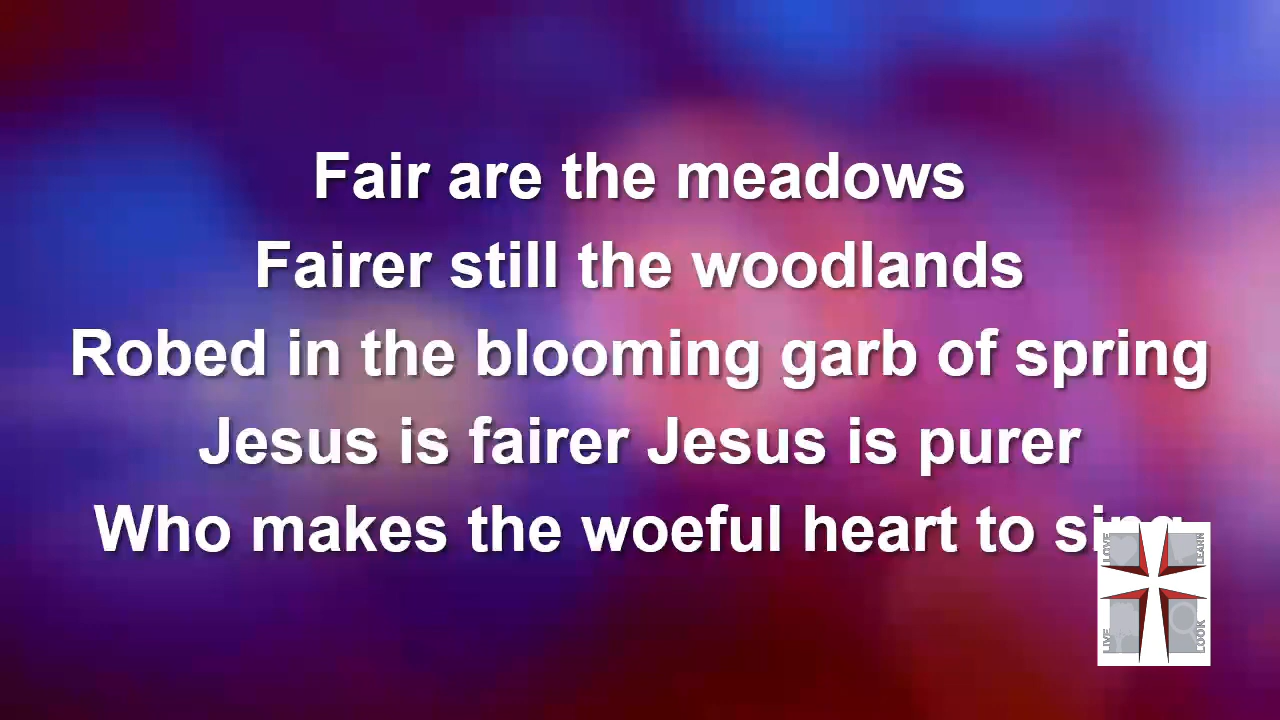 Fair are the meadows
Fairer still the woodlands
Robed in the blooming garb of spring
Jesus is fairer Jesus is purer
Who makes the woeful heart to sing
LOVE
LEARN
LIVE
LOOK